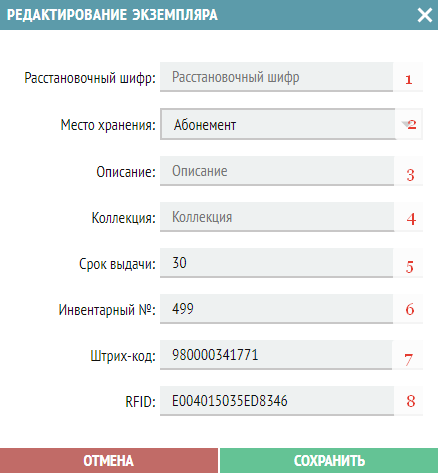 РЕДАКТИРОВАНИЕ ЭКЗЕМПЛЯРА
Расстановочный шифр: Расстановочный шифр 1
Место хранения: Абонемент 2
Описание: Описание 3
Коллекция: Коллекция 4
Срок выдачи: 30 5
Инвентарный №: 499 6
Штрих-код: 980000341771 7
RFID: E004015035ED8346 8
ОТМЕНА СОХРАНИТЬ